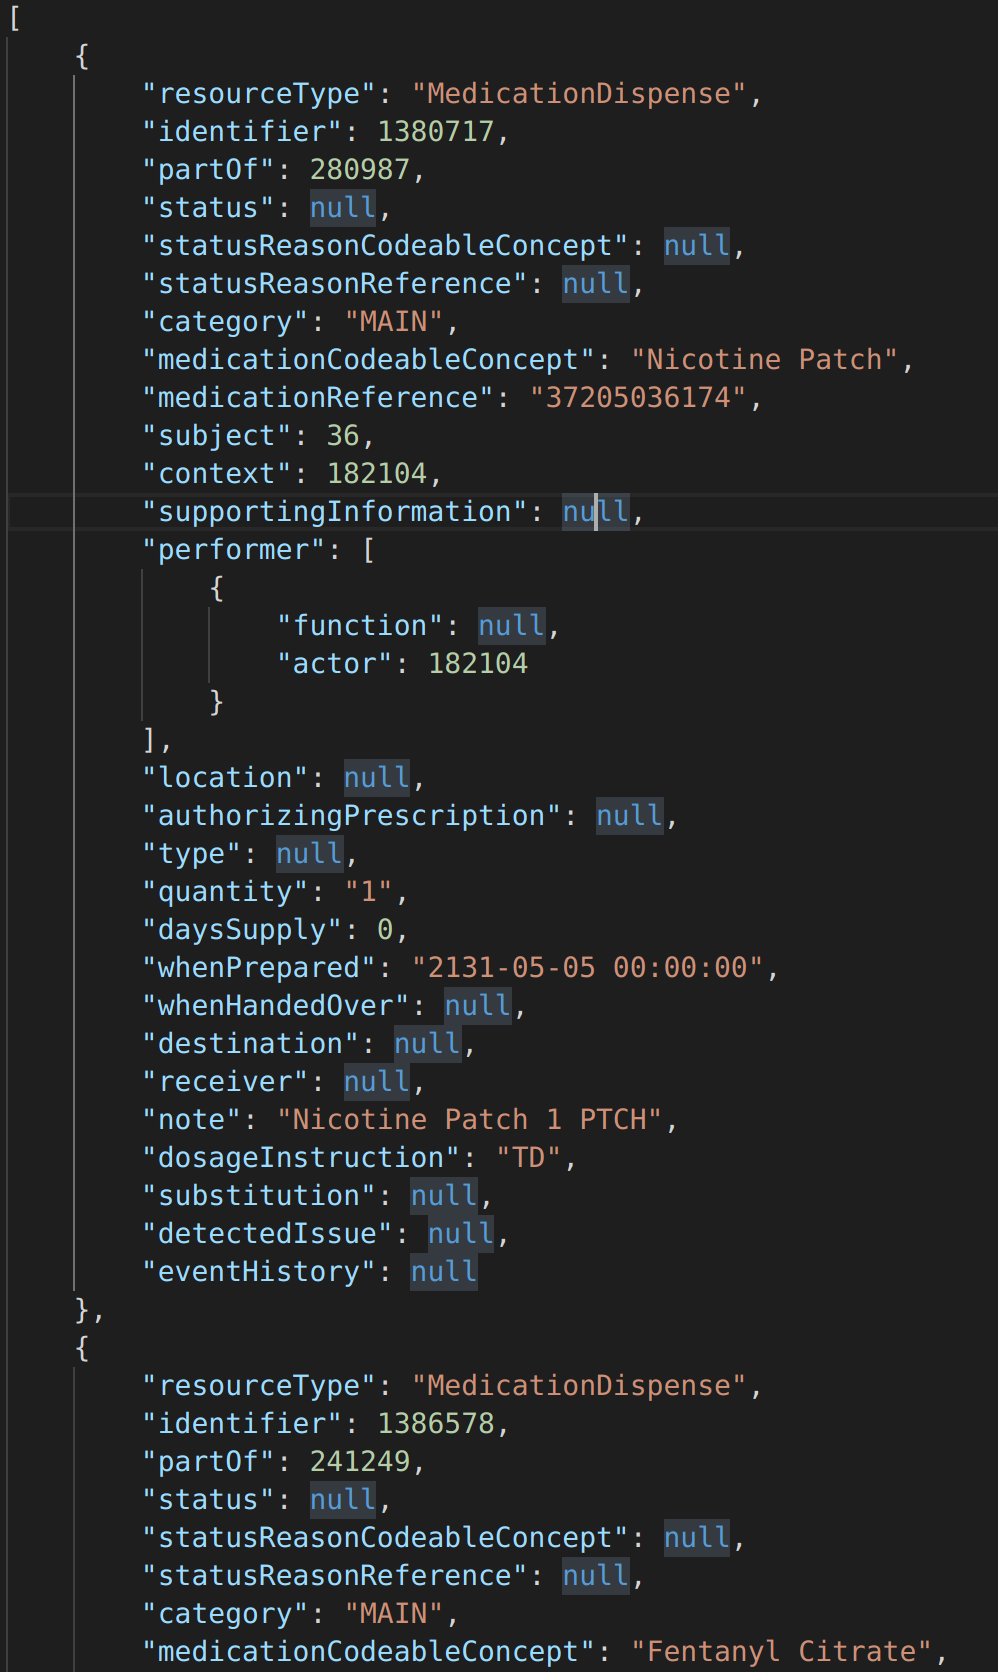 [
    {
        "resourceType": "MedicationDispense",
        "identifier": 1380717,
        "partOf": 280987,
        "status": null,
        "statusReasonCodeableConcept": null,
        "statusReasonReference": null,
        "category": "MAIN",
        "medicationCodeableConcept": "Nicotine Patch",
        "medicationReference": "37205036174",
        "subject": 36,
        "context": 182104,
        "supportingInformation": null,
        "performer": [
            {
                "function": null,
                "actor": 182104
            }
        ],
        "location": null,
        "authorizingPrescription": null,
        "type": null,
        "quantity": "1",
        "daysSupply": 0,
        "whenPrepared": "2131-05-05 00:00:00",
        "whenHandedOver": null,
        "destination": null,
        "receiver": null,
        "note": "Nicotine Patch 1 PTCH",
        "dosageInstruction": "TD",
        "substitution": null,
        "detectedIssue": null,
        "eventHistory": null
    },
    {
        "resourceType": "MedicationDispense",
        "identifier": 1386578,
        "partOf": 241249,
        "status": null,
        "statusReasonCodeableConcept": null,
        "statusReasonReference": null,
        "category": "MAIN",
        "medicationCodeableConcept": "Fentanyl Citrate",